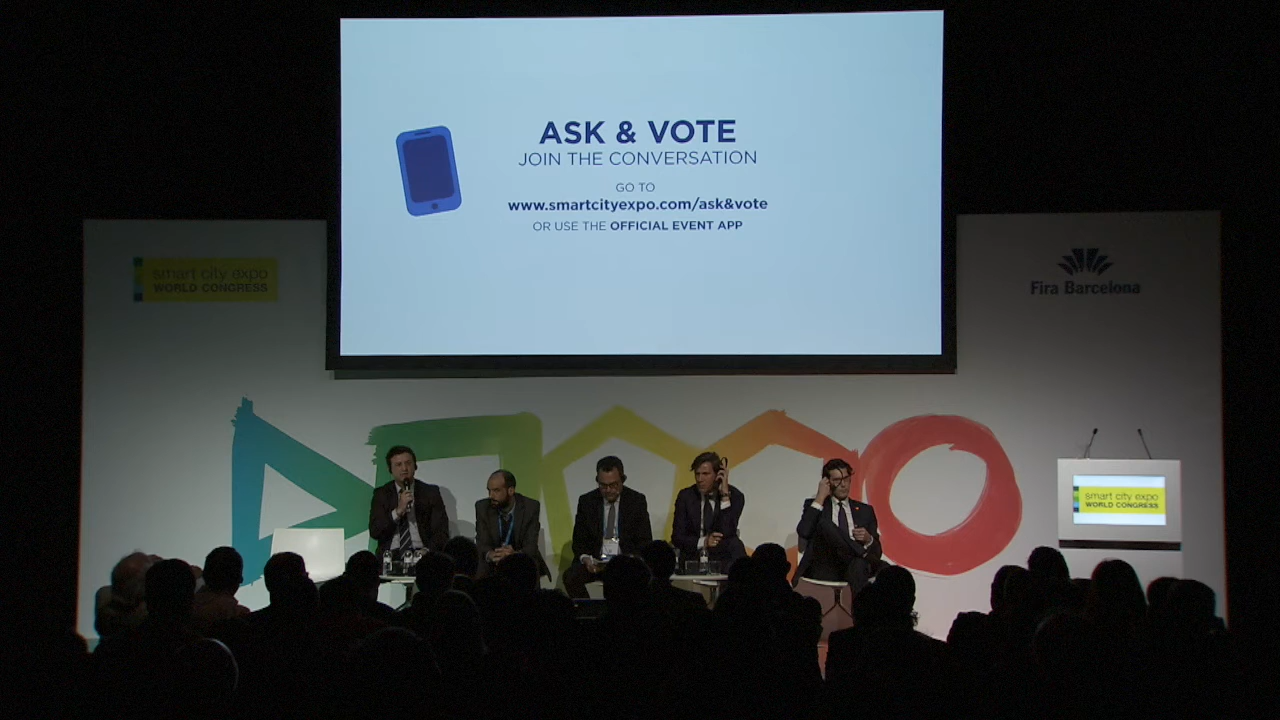 ASK & VOTE
JOIN THE CONVERSATION
GO TO
www.smartcityexpo.com/ask&vote
OR USE THE OFFICIAL EVENT APP
smart city expo
WORLD CONGRESS
Fira Barcelona
smart city expo
WORLD CONGRESS